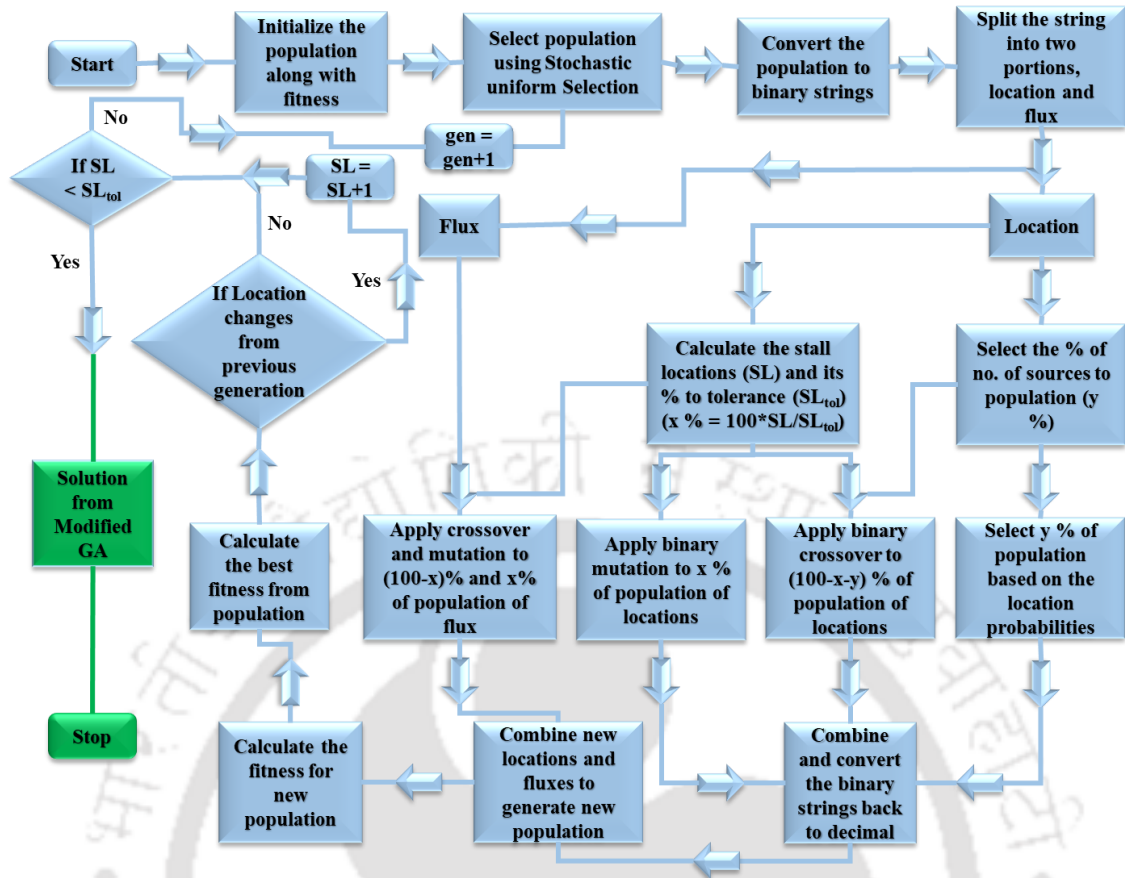 Start
Initialize the
population
along with
fitness
Select population
using Stochastic
uniform Selection
Convert the
population to
binary strings
Split the string
into two
portions,
location and
flux
No
gen =
gen+1
If SL
< SLtol
SL =
SL+1
Flux
Location
No
Yes
Yes
If Location
changes
from
previous
generation
Calculate the stall
locations (SL) and its
% to tolerance (SLtol)
(x % = 100*SL/SLtol)
Select the % of
no. of sources to
population (y
%)
Solution
from
Modified
GA
Calculate
the best
fitness from
population
Apply crossover
and mutation to
(100-x)% and x%
of population of
flux
Apply binary
mutation to x %
of population of
locations
Apply binary
crossover to
(100-x-y) % of
population of
locations
Select y % of
population
based on the
location
probabilities
Stop
Calculate the
fitness for
new
population
Combine new
locations and
fluxes to
generate new
population
Combine
and convert
the binary
strings back
to decimal